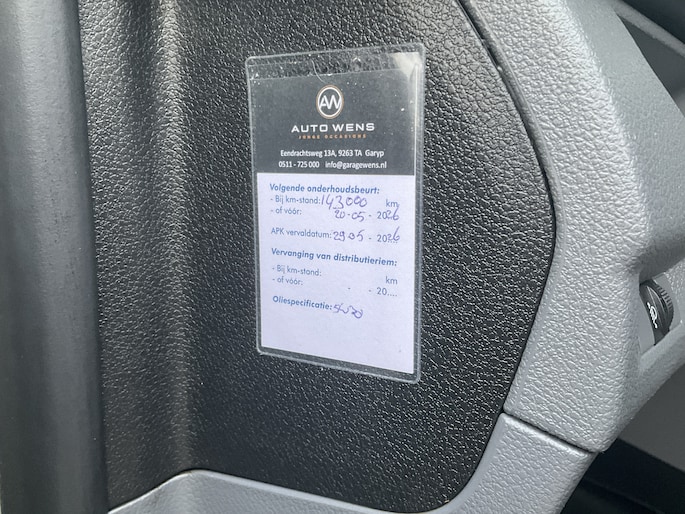 AW
AUTO WENS
JONGE OCCASIONS
Eendrachtsweg 13A, 9263 TA Garyp
0511 - 725 000 info@garagewens.nl
Volgende onderhoudsbeurt:
- Bij km-stand: 143000 km
- of vóór: 20-05 - 2026
APK vervaldatum: 29-05 - 2026
Vervanging van distributieriem:
- Bij km-stand: km
- of vóór: - - 20....
Oliespecificatie: 5W30